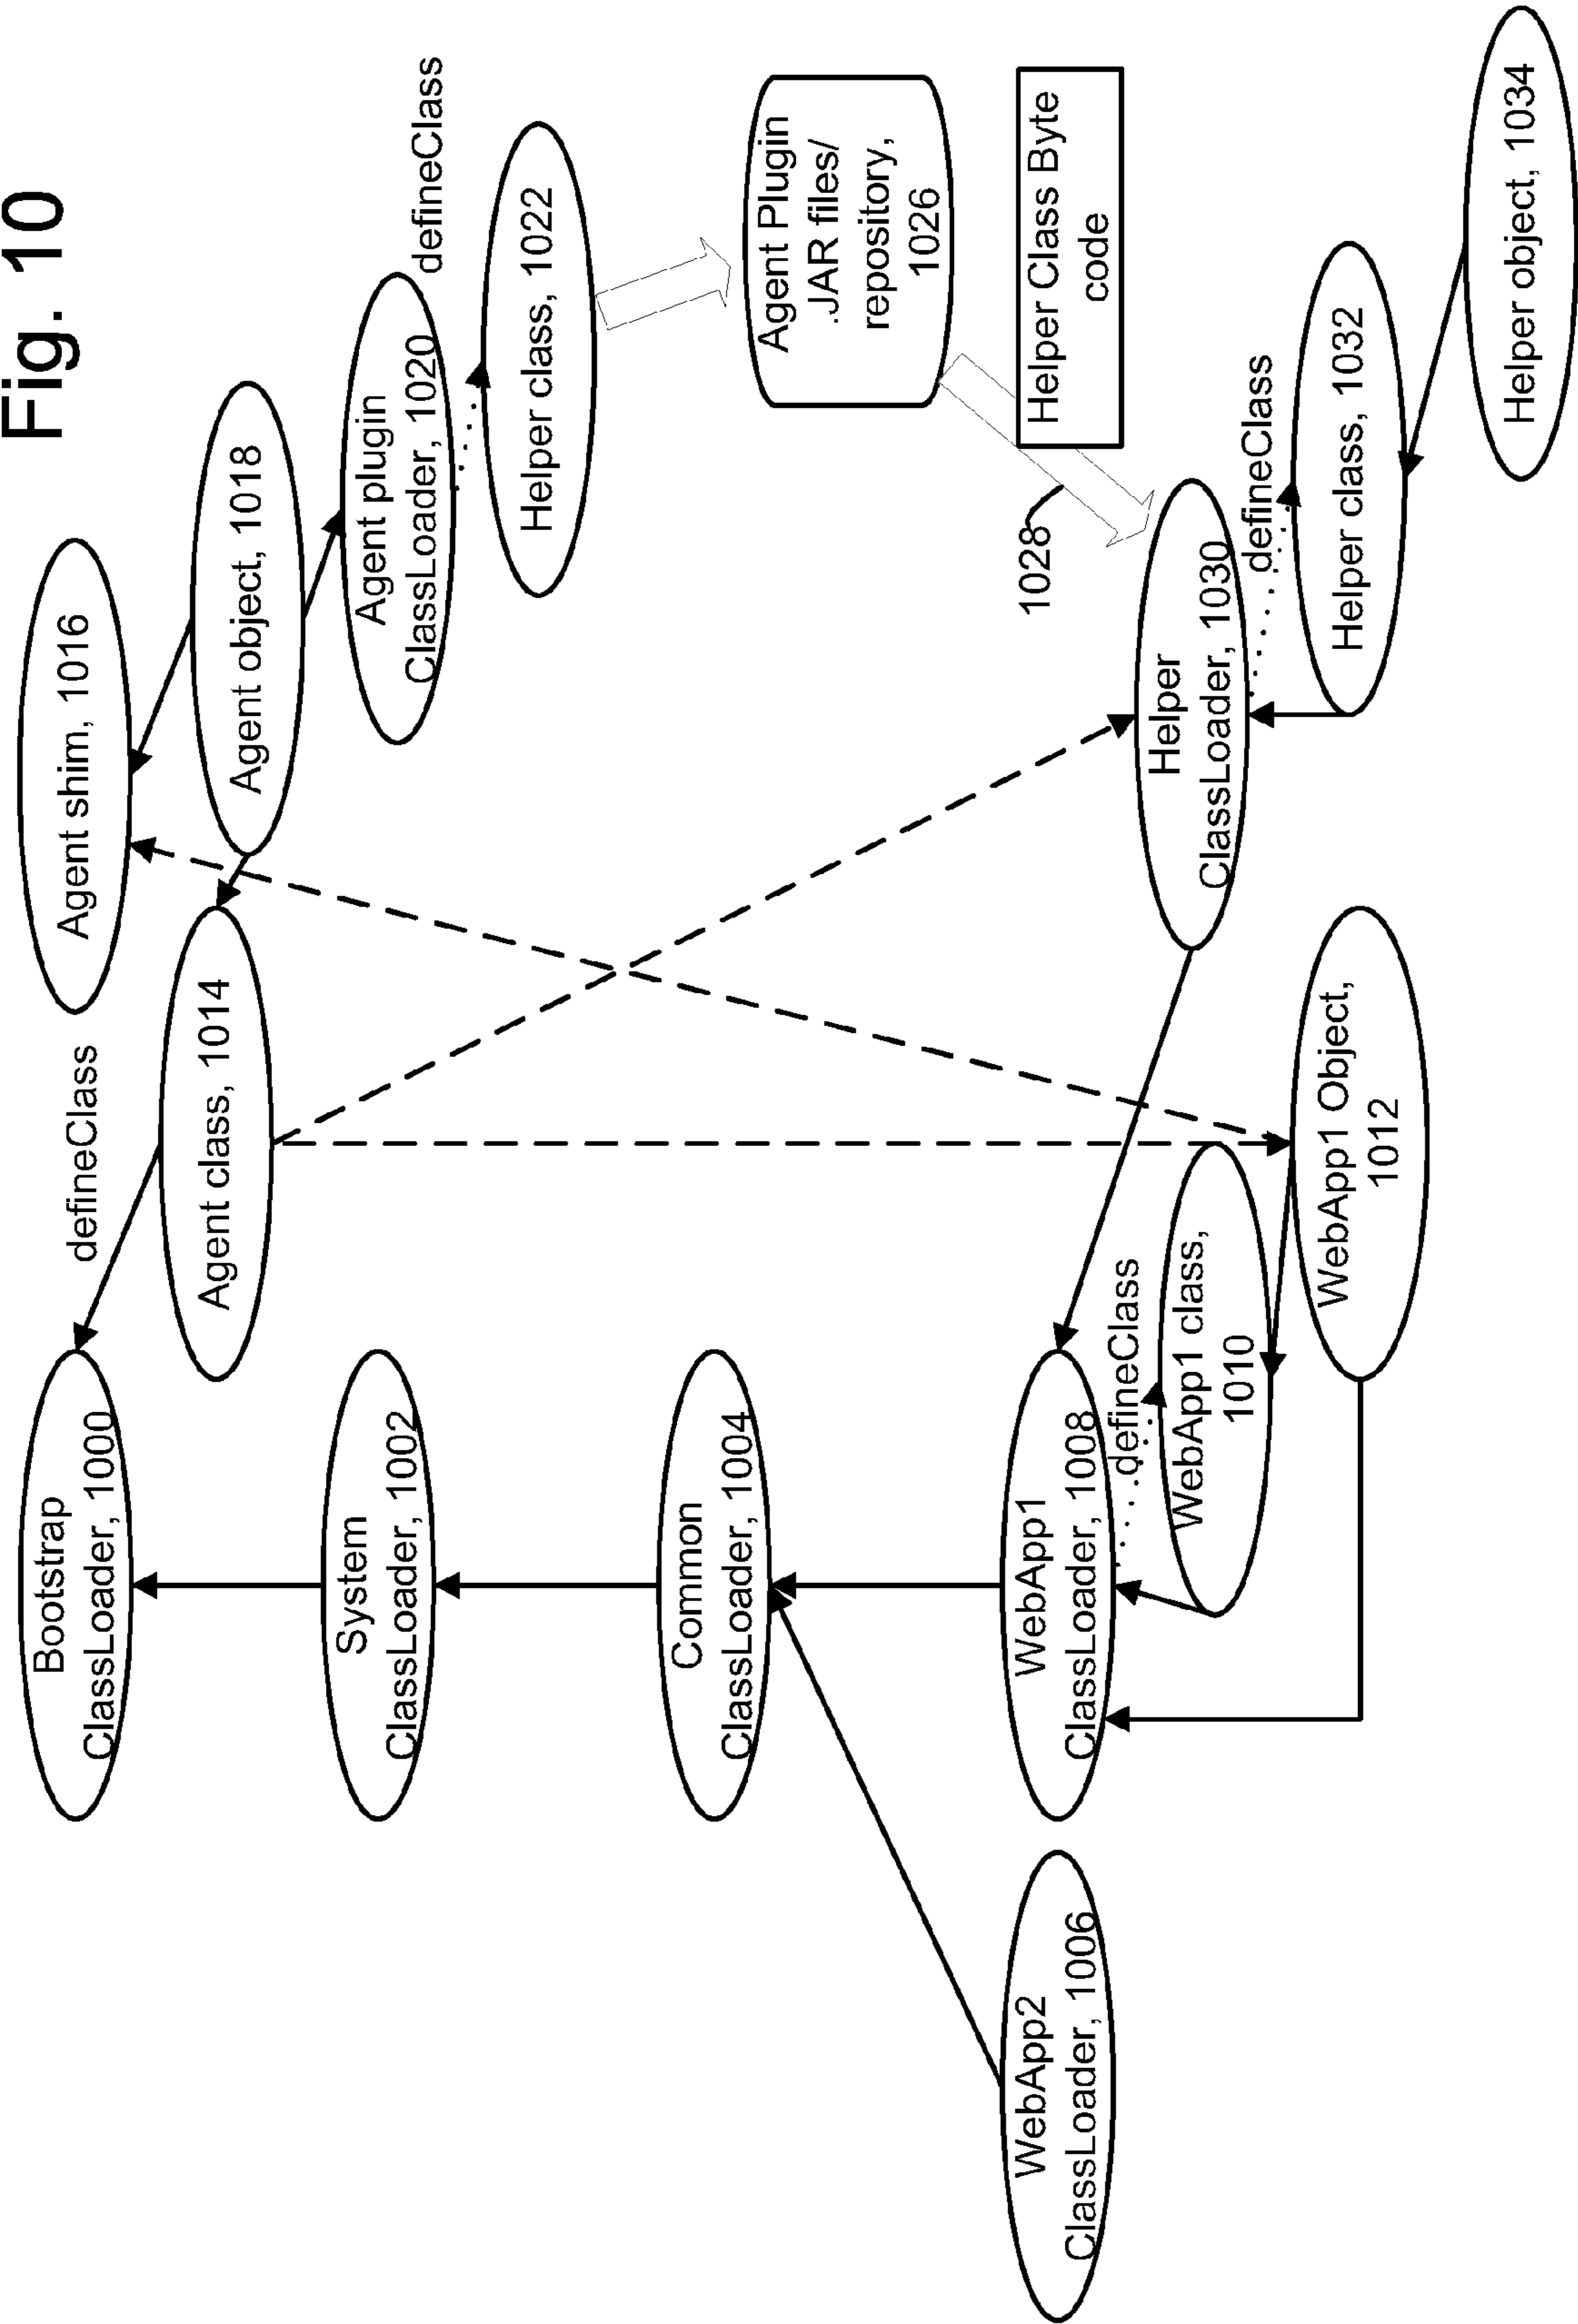 Fig. 10
Bootstrap
ClassLoader, 1000
defineClass
Agent class, 1014
Agent shim, 1016
Agent object, 1018
System
ClassLoader, 1002
Agent plugin
ClassLoader, 1020
defineClass
Helper class, 1022
Common
ClassLoader, 1004
Agent Plugin
.JAR files/
repository,
1026
WebApp2
ClassLoader, 1006
WebApp1
ClassLoader, 1008
defineClass
WebApp1 class,
1010
WebApp1 Object,
1012
1028
Helper Class Byte
code
Helper
ClassLoader, 1030
defineClass
Helper class, 1032
Helper object, 1034